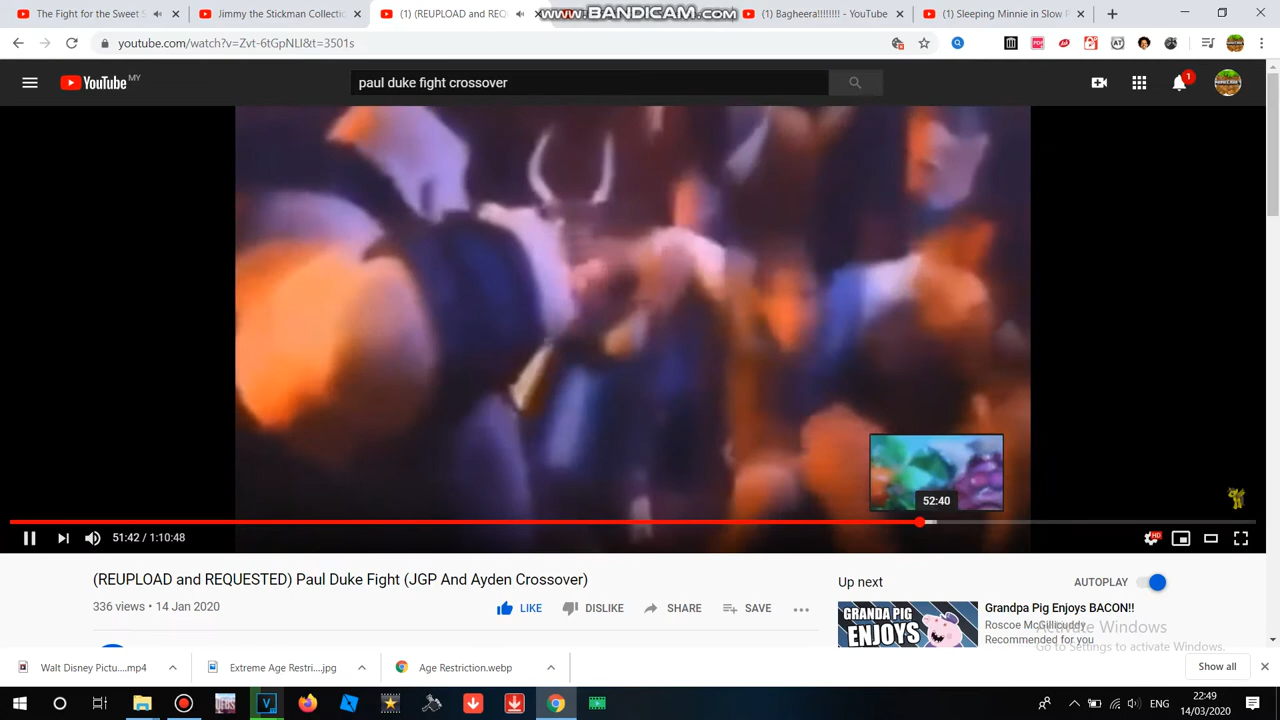 The Fight for the Sweet S
Jimmy the Stickman Collectic
(1) (REUPLOAD and REQ
www.BANDICAM.com
(1) Bagheera!!!!!!!! - YouTube
(1) Sleeping Minnie in Slow P
youtube.com/watch?v=Zvt-6tGpNLI&t=3501s
YouTube MY
paul duke fight crossover
1
52:40
51:42 / 1:10:48
HD
(REUPLOAD and REQUESTED) Paul Duke Fight (JGP And Ayden Crossover)
336 views • 14 Jan 2020
LIKE DISLIKE SHARE SAVE
Up next
AUTOPLAY
GRANDA PIG
ENJOYS
Grandpa Pig Enjoys BACON!!
Roscoe McGillicuddy
Recommended for you
Activate Windows
Go to Settings to activate Windows.
Walt Disney Pictu....mp4
Extreme Age Restri....jpg
Age Restriction.webp
Show all
ENG
22:49
14/03/2020